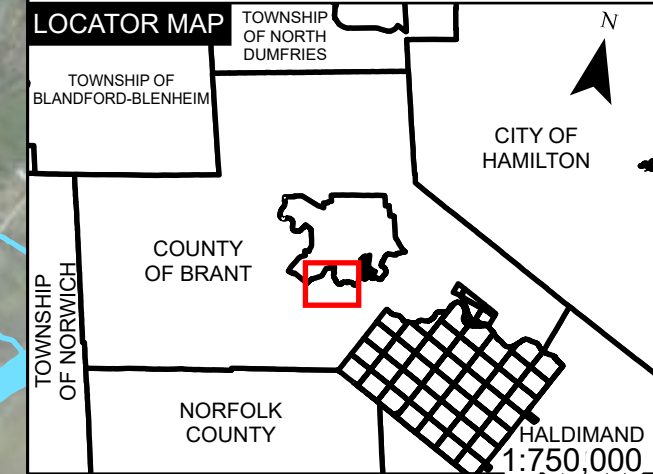 LOCATOR MAP
TOWNSHIP
OF NORTH
DUMFRIES
N
TOWNSHIP OF
BLANDFORD-BLENHEIM
CITY OF
HAMILTON
COUNTY
OF BRANT
TOWNSHIP
OF NORWICH
NORFOLK
COUNTY
HALDIMAND
1:750,000